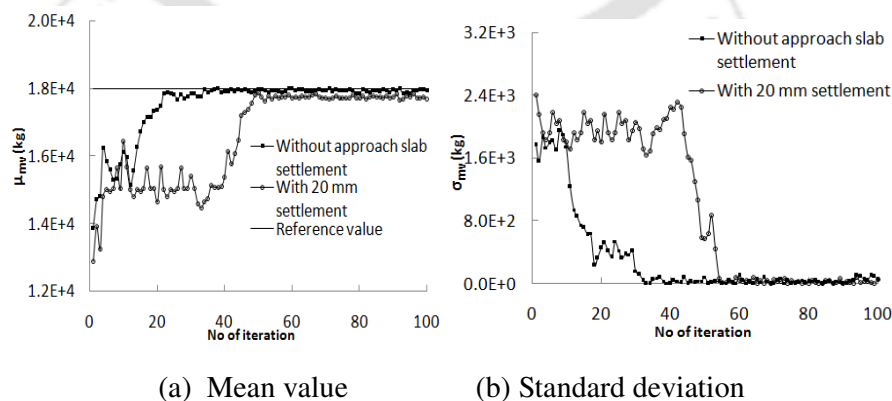 2.0E+4
1.8E+4
1.6E+4
1.4E+4
1.2E+4
μmv(kg)
0 20 40 60 80 100
No of iteration
Without approach slab
settlement
With 20 mm
settlement
Reference value
(a) Mean value
3.2E+3
2.4E+3
1.6E+3
8.0E+2
0.0E+0
σmv(kg)
0 20 40 60 80 100
No of iteration
Without approach slab
settlement
With 20 mm settlement
(b) Standard deviation